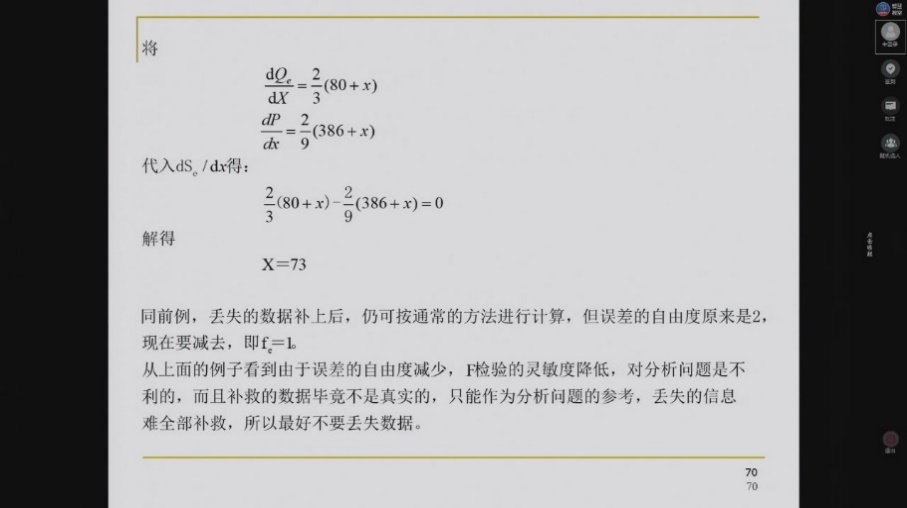 将
dQₑ/dX = 2/3(80+x)
dP/dx = 2/9(386+x)
代入dSₑ/dx得：
2/3(80+x)-2/9(386+x)=0
解得
X=73
同前例，丢失的数据补上后，仍可按通常的方法进行计算，但误差的自由度原来是2，
现在要减去，即fₑ=1。
从上面的例子看到由于误差的自由度减少，F检验的灵敏度降低，对分析问题是不
利的，而且补救的数据毕竟不是真实的，只能作为分析问题的参考，丢失的信息
难全部补救，所以最好不要丢失数据。
70
70